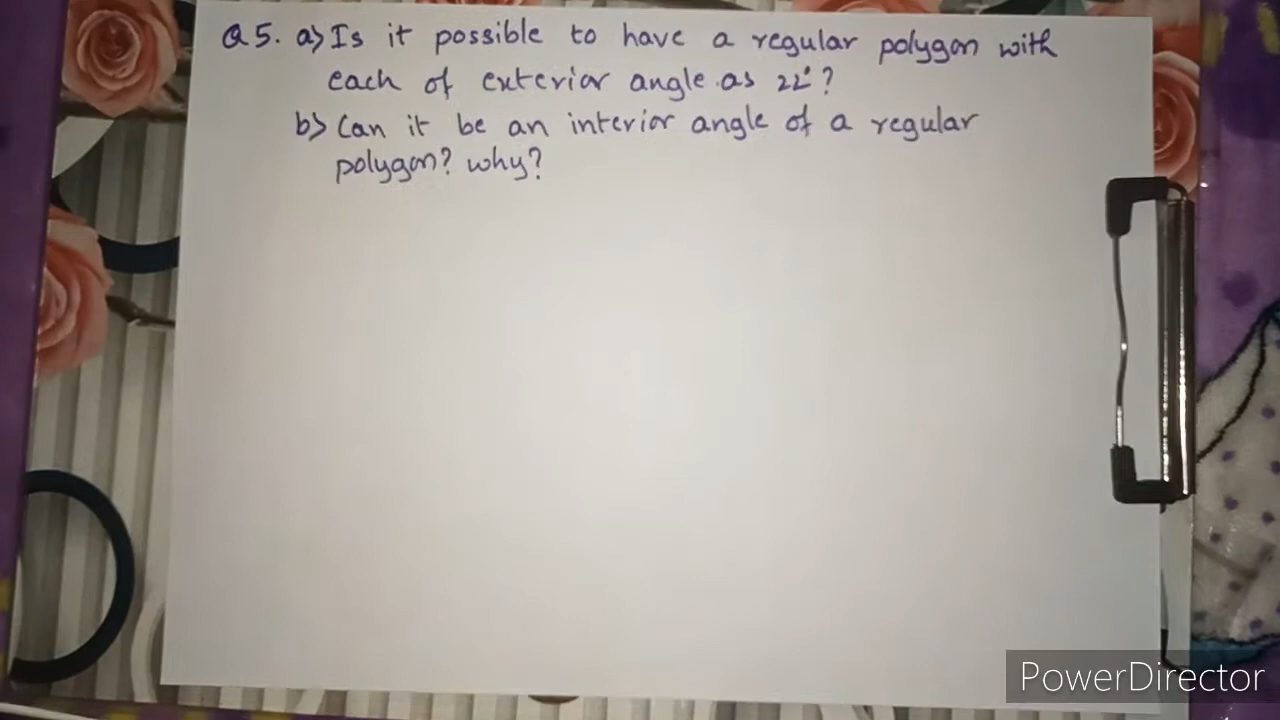 Q5. a) Is it possible to have a regular polygon with
each of exterior angle as 22°?
b) Can it be an interior angle of a regular
polygon? why?
PowerDirector